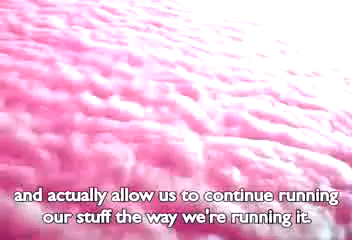 and actually allow us to continue running
our stuff the way we're running it.